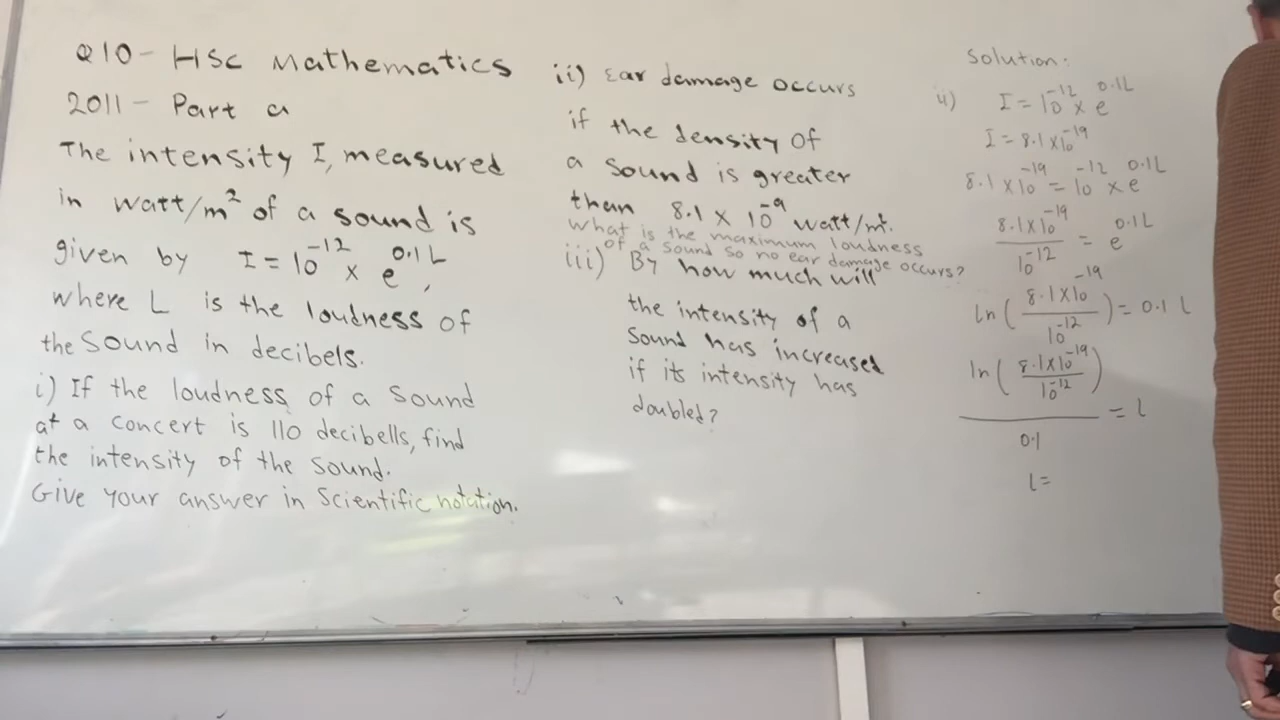 Q10 - HSC Mathematics
2011 - Part a
The intensity I, measured
in watt/m² of a sound is
given by I = 10⁻¹² × e^0.1L,
where L is the loudness of
the sound in decibels.
i) If the loudness of a sound
at a concert is 110 decibells, find
the intensity of the sound.
Give your answer in scientific notation.
ii) Ear damage occurs
if the density of
a sound is greater
than 8.1 × 10⁻⁹ watt/m².
What is the maximum loudness
of a sound so no ear damage occurs?
iii) By how much will
the intensity of a
sound has increased
if its intensity has
doubled?
Solution:
ii) I = 10⁻¹² × e^0.1L
I = 8.1 × 10⁻¹⁹
8.1 × 10⁻¹⁹ = 10⁻¹² × e^0.1L
8.1 × 10⁻¹⁹ / 10⁻¹² = e^0.1L
ln(8.1 × 10⁻¹⁹ / 10⁻¹²) = 0.1 L
ln(8.1 × 10⁻¹⁹ / 10⁻¹²) / 0.1 = L
L =